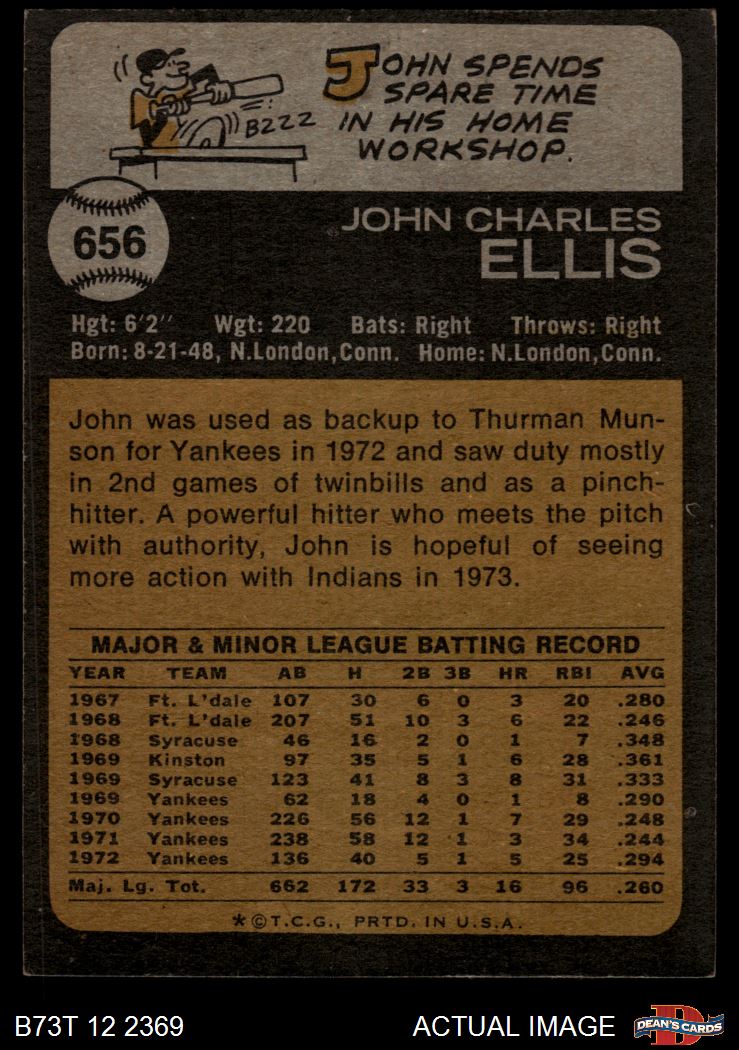 JOHN SPENDS
SPARE TIME
IN HIS HOME
WORKSHOP.
BZZZ
656
JOHN CHARLES
ELLIS
Hgt: 6'2" Wgt: 220 Bats: Right Throws: Right
Born: 8-21-48, N.London,Conn. Home: N.London,Conn.
John was used as backup to Thurman Mun-
son for Yankees in 1972 and saw duty mostly
in 2nd games of twinbills and as a pinch-
hitter. A powerful hitter who meets the pitch
with authority, John is hopeful of seeing
more action with Indians in 1973.
MAJOR & MINOR LEAGUE BATTING RECORD
YEAR TEAM AB H 2B 3B HR RBI AVG
1967 Ft. L'dale 107 30 6 0 3 20 .280
1968 Ft. L'dale 207 51 10 3 6 22 .246
1968 Syracuse 46 16 2 0 1 7 .348
1969 Kinston 97 35 5 1 6 28 .361
1969 Syracuse 123 41 8 3 8 31 .333
1969 Yankees 62 18 4 0 1 8 .290
1970 Yankees 226 56 12 1 7 29 .248
1971 Yankees 238 58 12 1 3 34 .244
1972 Yankees 136 40 5 1 5 25 .294
Maj. Lg. Tot. 662 172 33 3 16 96 .260
*©T.C.G., PRTD. IN U.S.A.
B73T 12 2369 ACTUAL IMAGE
D
DEAN'S CARDS